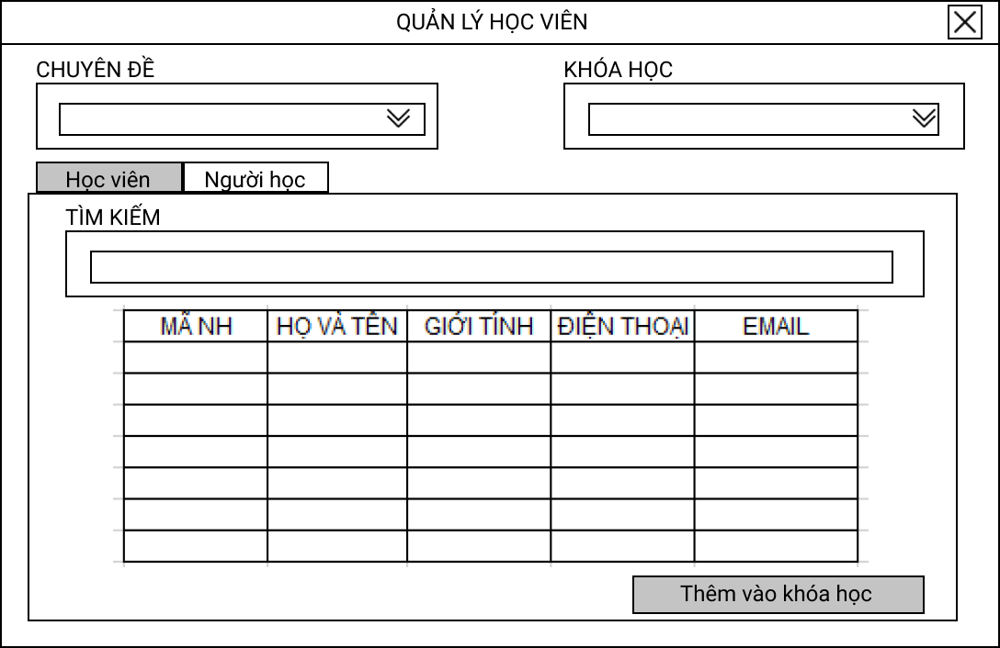 QUẢN LÝ HỌC VIÊN
CHUYÊN ĐỀ
KHÓA HỌC
Học viên
Người học
TÌM KIẾM
MÃ NH HỌ VÀ TÊN GIỚI TÍNH ĐIỆN THOẠI EMAIL
Thêm vào khóa học